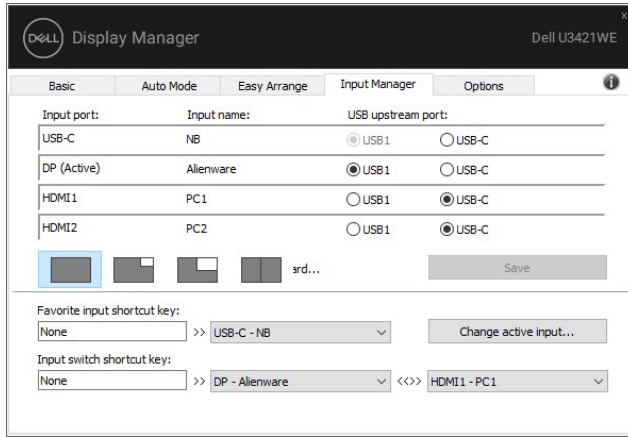 DELL Display Manager
Dell U3421WE
x
Basic Auto Mode Easy Arrange Input Manager Options i
Input port: Input name: USB upstream port:
USB-C NB USB1 USB-C
DP (Active) Alienware USB1 USB-C
HDMI1 PC1 USB1 USB-C
HDMI2 PC2 USB1 USB-C
ard... Save
Favorite input shortcut key:
None >> USB-C - NB Change active input...
Input switch shortcut key:
None >> DP - Alienware <<>> HDMI1 - PC1